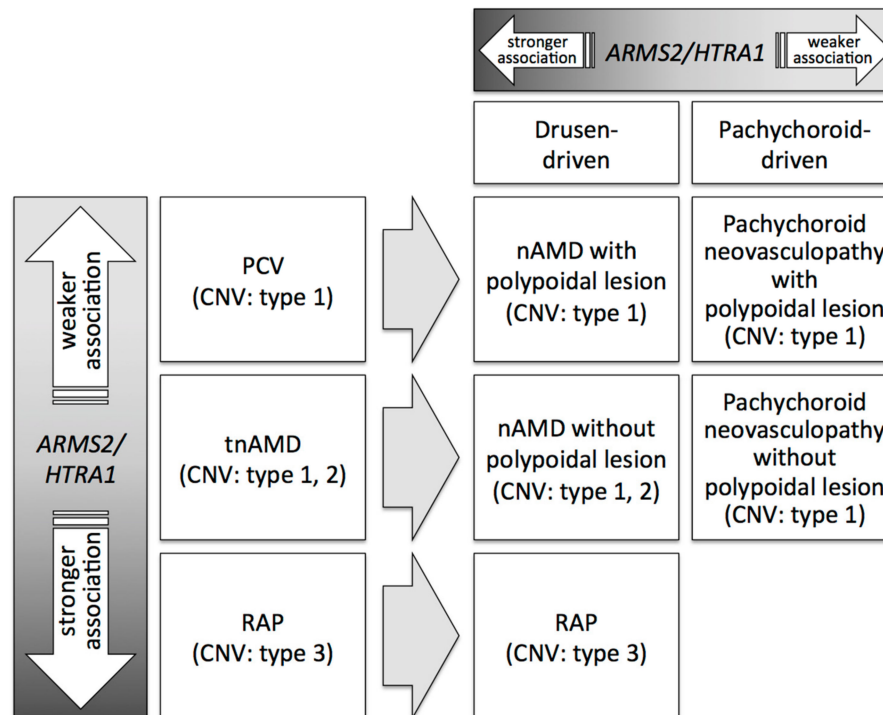 stronger
association
ARMS2/HTRA1
weaker
association
Drusen-
driven
Pachychoroid-
driven
weaker
association
ARMS2/
HTRA1
stronger
association
PCV
(CNV: type 1)
nAMD with
polypoidal lesion
(CNV: type 1)
Pachychoroid
neovasculopathy
with
polypoidal lesion
(CNV: type 1)
tnAMD
(CNV: type 1, 2)
nAMD without
polypoidal lesion
(CNV: type 1, 2)
Pachychoroid
neovasculopathy
without
polypoidal lesion
(CNV: type 1)
RAP
(CNV: type 3)
RAP
(CNV: type 3)